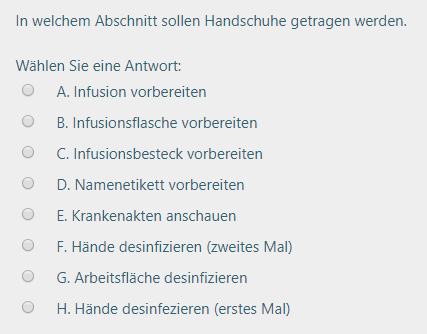 In welchem Abschnitt sollen Handschuhe getragen werden.
Wählen Sie eine Antwort:
A. Infusion vorbereiten
B. Infusionsflasche vorbereiten
C. Infusionsbesteck vorbereiten
D. Namenetikett vorbereiten
E. Krankenakten anschauen
F. Hände desinfizieren (zweites Mal)
G. Arbeitsfläche desinfizieren
H. Hände desinfezieren (erstes Mal)